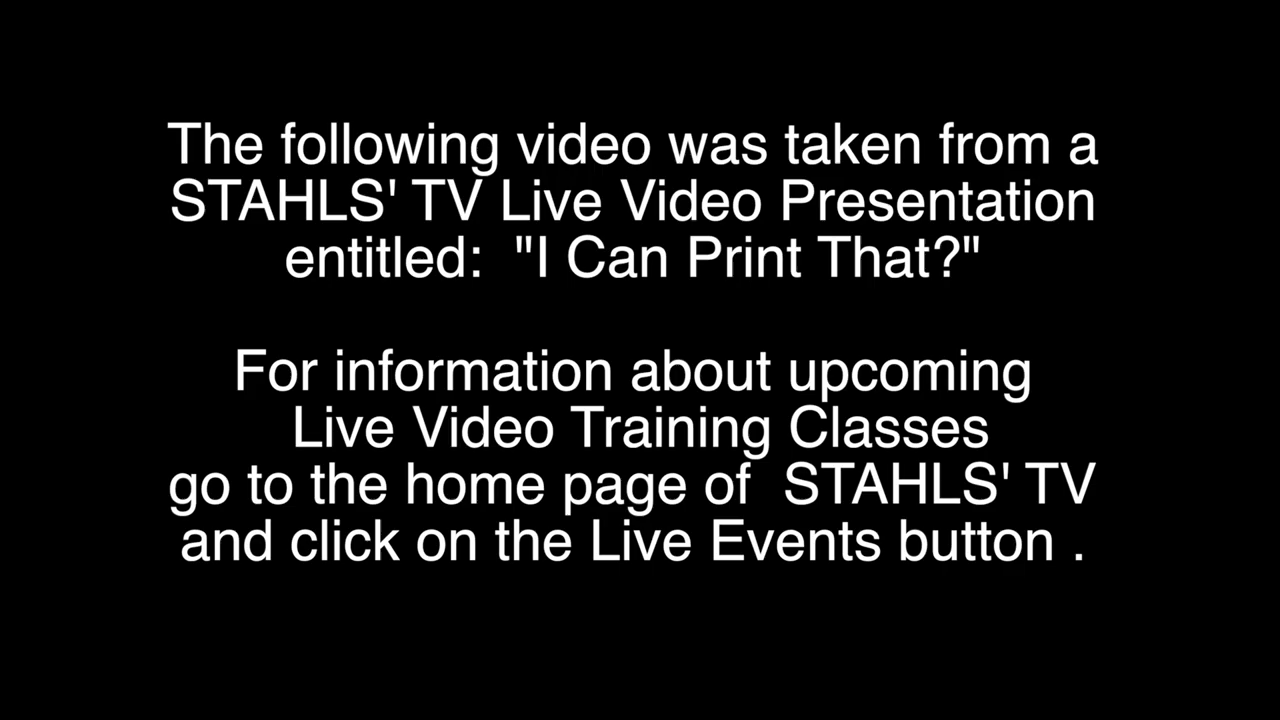 The following video was taken from a
STAHLS' TV Live Video Presentation
entitled:  "I Can Print That?"
For information about upcoming
Live Video Training Classes
go to the home page of  STAHLS' TV
and click on the Live Events button .